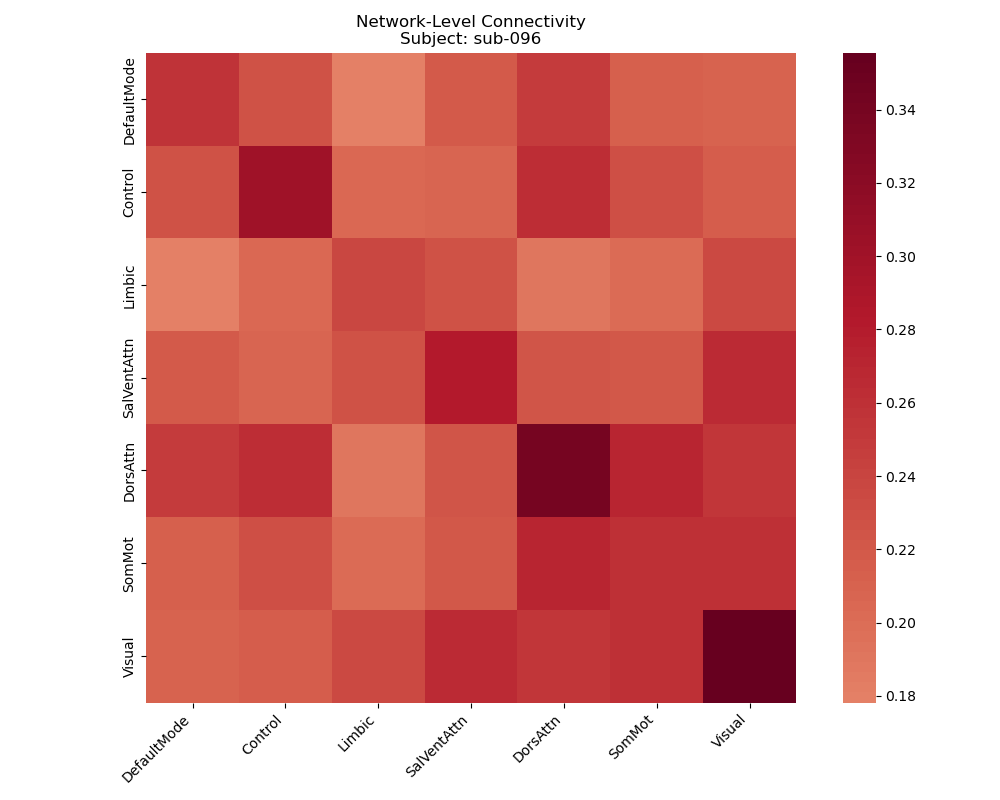 Network-Level Connectivity
Subject: sub-096
DefaultMode
Control
Limbic
SalVentAttn
DorsAttn
SomMot
Visual
DefaultMode
Control
Limbic
SalVentAttn
DorsAttn
SomMot
Visual
0.34
0.32
0.30
0.28
0.26
0.24
0.22
0.20
0.18